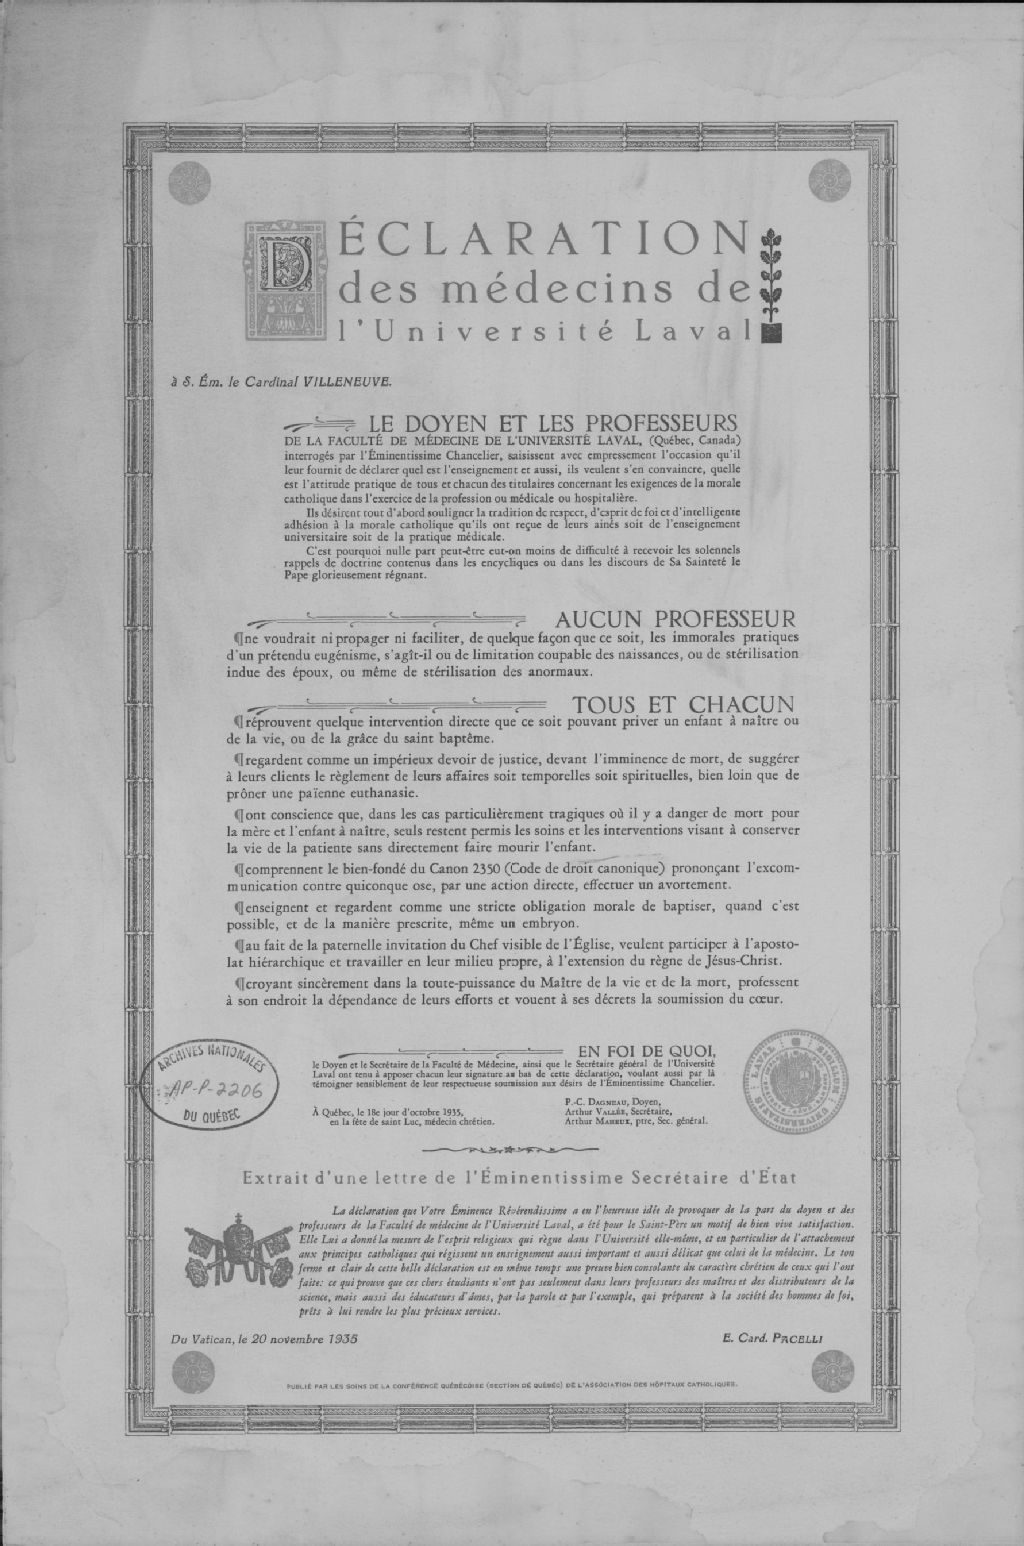 DÉCLARATION
des médecins de
l'Université Laval
à S. Ém. le Cardinal VILLENEUVE.
LE DOYEN ET LES PROFESSEURS
DE LA FACULTÉ DE MÉDECINE DE L'UNIVERSITÉ LAVAL, (Québec, Canada)
interrogés par l'Éminentissime Chancelier, saisissent avec empressement l'occasion qu'il
leur fournit de déclarer quel est l'enseignement et aussi, ils veulent s'en convaincre, quelle
est l'attitude pratique de tous et chacun des titulaires concernant les exigences de la morale
catholique dans l'exercice de la profession ou médicale ou hospitalière.
Ils désirent tout d'abord souligner la tradition de respect, d'esprit de foi et d'intelligente
adhésion à la morale catholique qu'ils ont reçue de leurs aînés soit de l'enseignement
universitaire soit de la pratique médicale.
C'est pourquoi nulle part peut-être eut-on moins de difficulté à recevoir les solennels
rappels de doctrine contenus dans les encycliques ou dans les discours de Sa Sainteté le
Pape glorieusement régnant.
AUCUN PROFESSEUR
¶ne voudrait ni propager ni faciliter, de quelque façon que ce soit, les immorales pratiques
d'un prétendu eugénisme, s'agît-il ou de limitation coupable des naissances, ou de stérilisation
indue des époux, ou même de stérilisation des anormaux.
TOUS ET CHACUN
¶réprouvent quelque intervention directe que ce soit pouvant priver un enfant à naître ou
de la vie, ou de la grâce du saint baptême.
¶regardent comme un impérieux devoir de justice, devant l'imminence de mort, de suggérer
à leurs clients le règlement de leurs affaires soit temporelles soit spirituelles, bien loin que de
prôner une païenne euthanasie.
¶ont conscience que, dans les cas particulièrement tragiques où il y a danger de mort pour
la mère et l'enfant à naître, seuls restent permis les soins et les interventions visant à conserver
la vie de la patiente sans directement faire mourir l'enfant.
¶comprennent le bien-fondé du Canon 2350 (Code de droit canonique) prononçant l'excom-
munication contre quiconque ose, par une action directe, effectuer un avortement.
¶enseignent et regardent comme une stricte obligation morale de baptiser, quand c'est
possible, et de la manière prescrite, même un embryon.
¶au fait de la paternelle invitation du Chef visible de l'Église, veulent participer à l'aposto-
lat hiérarchique et travailler en leur milieu propre, à l'extension du règne de Jésus-Christ.
¶croyant sincèrement dans la toute-puissance du Maître de la vie et de la mort, professent
à son endroit la dépendance de leurs efforts et vouent à ses décrets la soumission du cœur.
EN FOI DE QUOI,
le Doyen et le Secrétaire de la Faculté de Médecine, ainsi que le Secrétaire général de l'Université
Laval ont tenu à apposer chacun leur signature au bas de cette déclaration, voulant aussi par là
témoigner sensiblement de leur respectueuse soumission aux désirs de l'Éminentissime Chancelier.
ARCHIVES NATIONALES
AP-P-2206
DU QUÉBEC
À Québec, le 18e jour d'octobre 1935,
en la fête de saint Luc, médecin chrétien.
P.-C. DAGNEAU, Doyen,
Arthur VALLÉE, Secrétaire,
Arthur MAHEUX, ptre, Sec. général.
Extrait d'une lettre de l'Éminentissime Secrétaire d'État
La déclaration que Votre Éminence Révérendissime a eu l'heureuse idée de provoquer de la part du doyen et des
professeurs de la Faculté de médecine de l'Université Laval, a été pour le Saint-Père un motif de bien vive satisfaction.
Elle Lui a donné la mesure de l'esprit religieux qui règne dans l'Université elle-même, et en particulier de l'attachement
aux principes catholiques qui régissent un enseignement aussi important et aussi délicat que celui de la médecine. Le ton
ferme et clair de cette belle déclaration est en même temps une preuve bien consolante du caractère chrétien de ceux qui l'ont
faite: ce qui prouve que ces chers étudiants n'ont pas seulement dans leurs professeurs des maîtres et des distributeurs de la
science, mais aussi des éducateurs d'âmes, par la parole et par l'exemple, qui préparent à la société des hommes de foi,
prêts à lui rendre les plus précieux services.
Du Vatican, le 20 novembre 1935
E. Card. PACELLI
PUBLIÉ PAR LES SOINS DE LA CONFÉRENCE QUÉBÉCOISE (SECTION DE QUÉBEC) DE L'ASSOCIATION DES HÔPITAUX CATHOLIQUES.